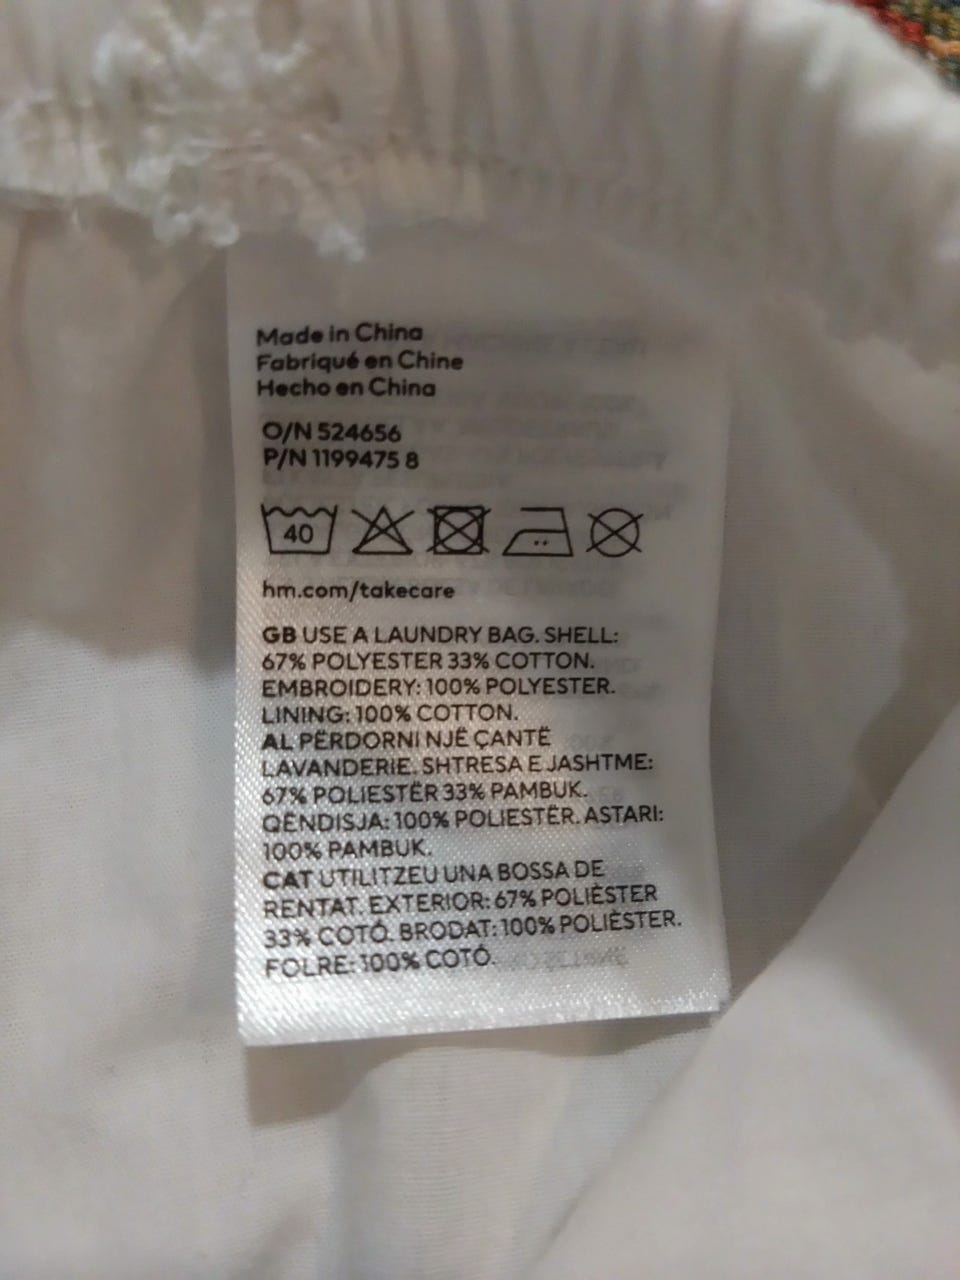 Made in China
Fabriqué en Chine
Hecho en China
O/N 524656
P/N 1199475 8
40
hm.com/takecare
GB USE A LAUNDRY BAG. SHELL:
67% POLYESTER 33% COTTON.
EMBROIDERY: 100% POLYESTER.
LINING: 100% COTTON.
AL PËRDORNI NJË ÇANTË
LAVANDERIE. SHTRESA E JASHTME:
67% POLIESTËR 33% PAMBUK.
QËNDISJA: 100% POLIESTËR. ASTARI:
100% PAMBUK.
CAT UTILITZEU UNA BOSSA DE
RENTAT. EXTERIOR: 67% POLIÈSTER
33% COTÓ. BRODAT: 100% POLIÈSTER.
FOLRE: 100% COTÓ.